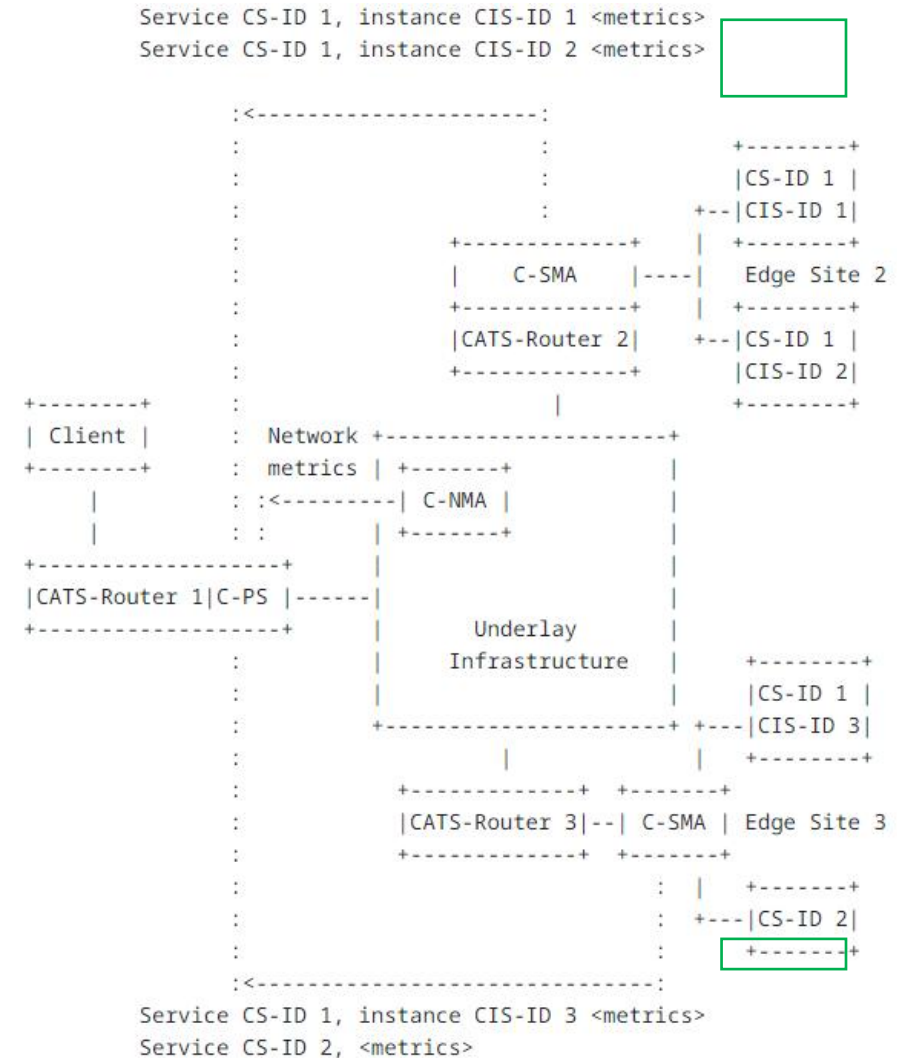 Service CS-ID 1, instance CIS-ID 1 <metrics>
Service CS-ID 1, instance CIS-ID 2 <metrics>
CS-ID 1
CIS-ID 1
C-SMA
Edge Site 2
CATS-Router 2
CS-ID 1
CIS-ID 2
Client
Network
metrics
C-NMA
CATS-Router 1|C-PS
Underlay
Infrastructure
CS-ID 1
CIS-ID 3
CATS-Router 3
C-SMA
Edge Site 3
CS-ID 2
Service CS-ID 1, instance CIS-ID 3 <metrics>
Service CS-ID 2, <metrics>